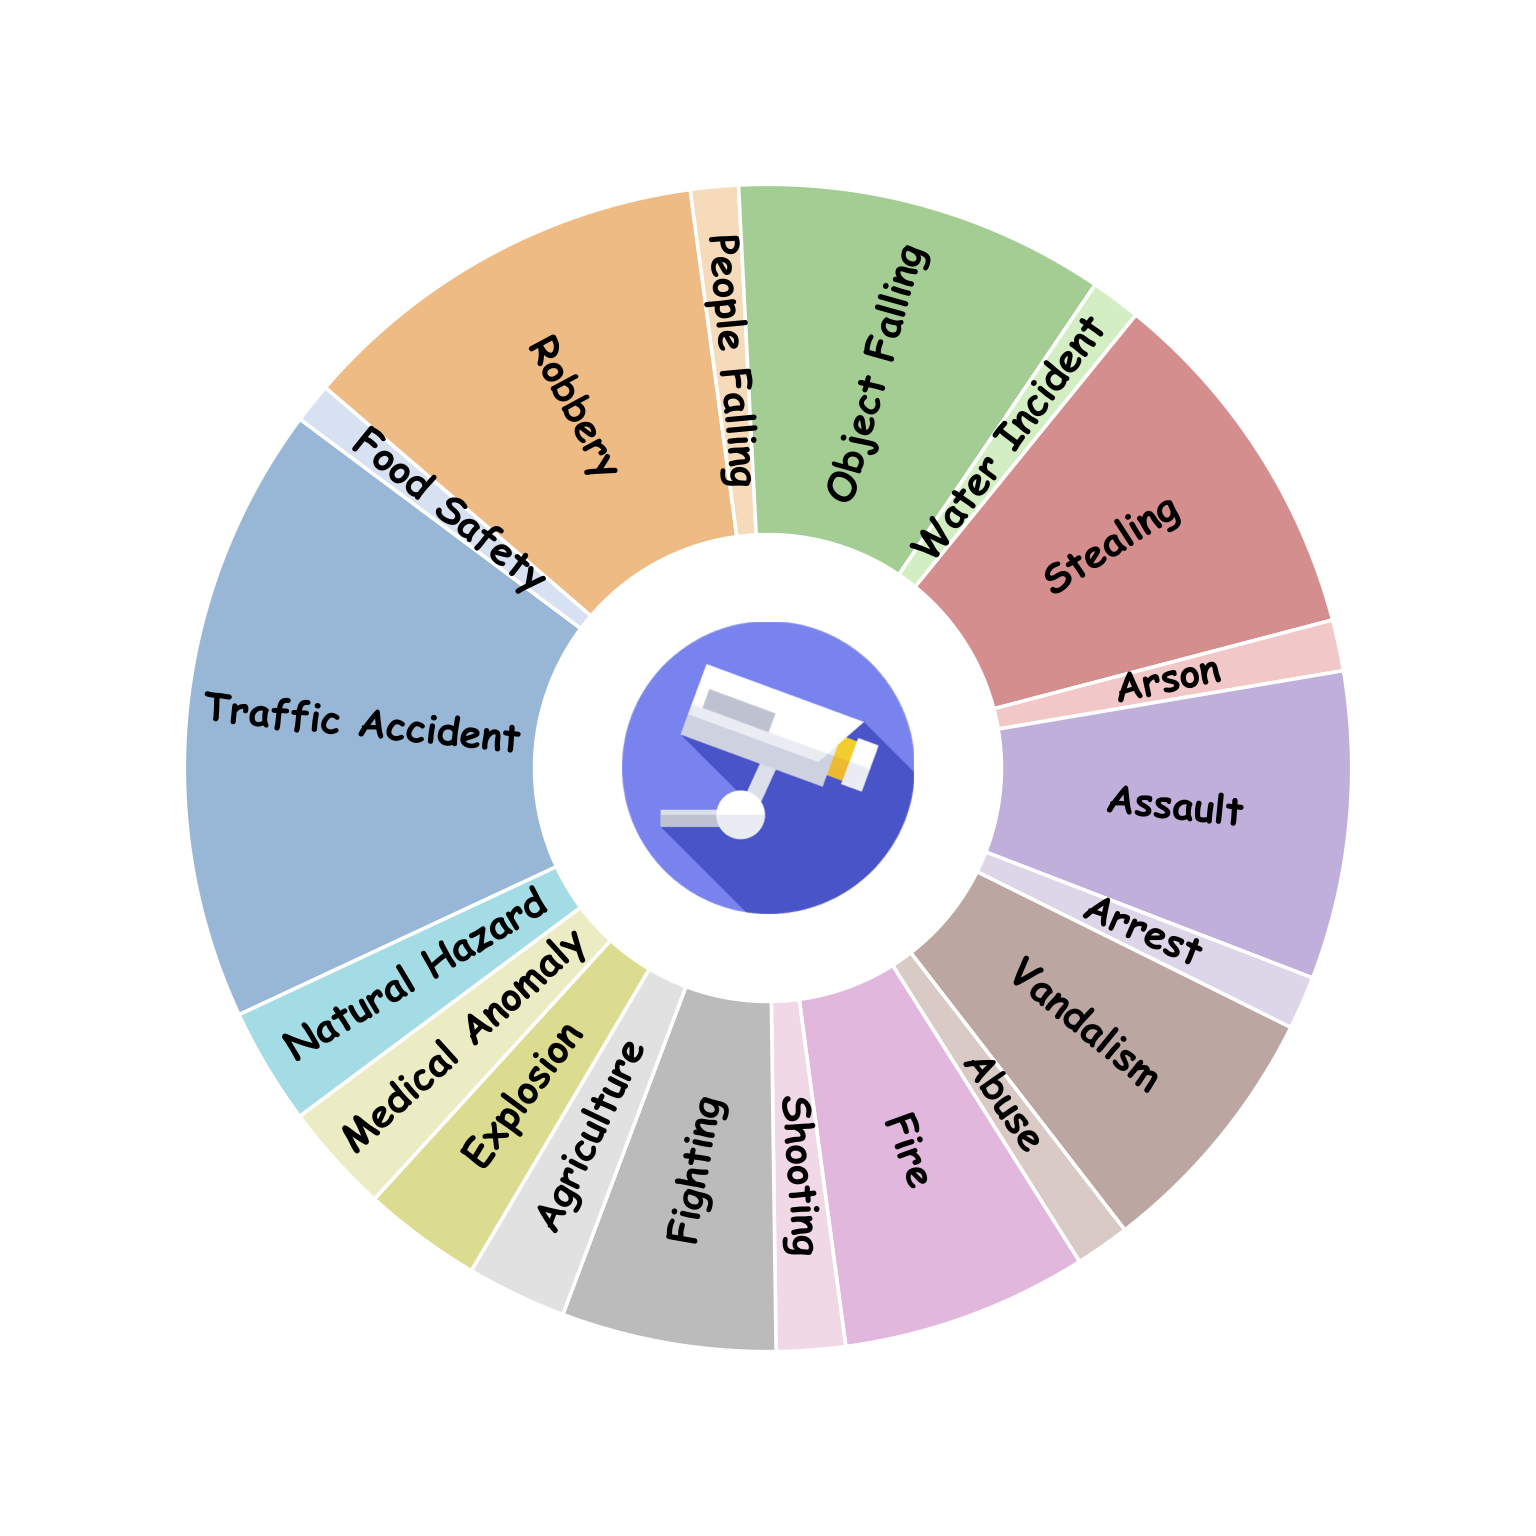 People Falling
Object Falling
Water Incident
Stealing
Arson
Assault
Arrest
Vandalism
Abuse
Fire
Shooting
Fighting
Agriculture
Explosion
Medical Anomaly
Natural Hazard
Traffic Accident
Food Safety
Robbery